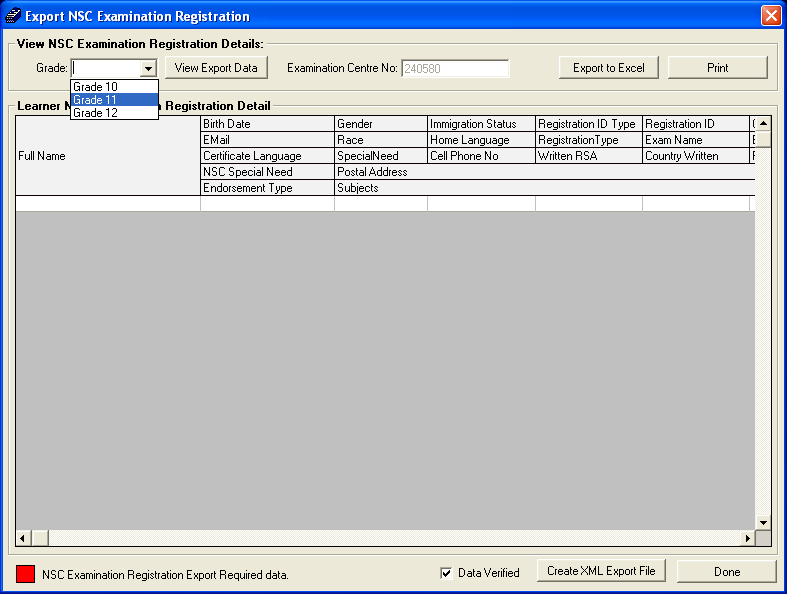 Export NSC Examination Registration
View NSC Examination Registration Details:
Grade: View Export Data Examination Centre No: 240580 Export to Excel Print
Grade 10
Grade 11
Grade 12
Learner Registration Detail
Full Name
Birth Date Gender Immigration Status Registration ID Type Registration ID
EMail Race Home Language RegistrationType Exam Name
Certificate Language SpecialNeed Cell Phone No Written RSA Country Written
NSC Special Need Postal Address
Endorsement Type Subjects
NSC Examination Registration Export Required data. Data Verified Create XML Export File Done